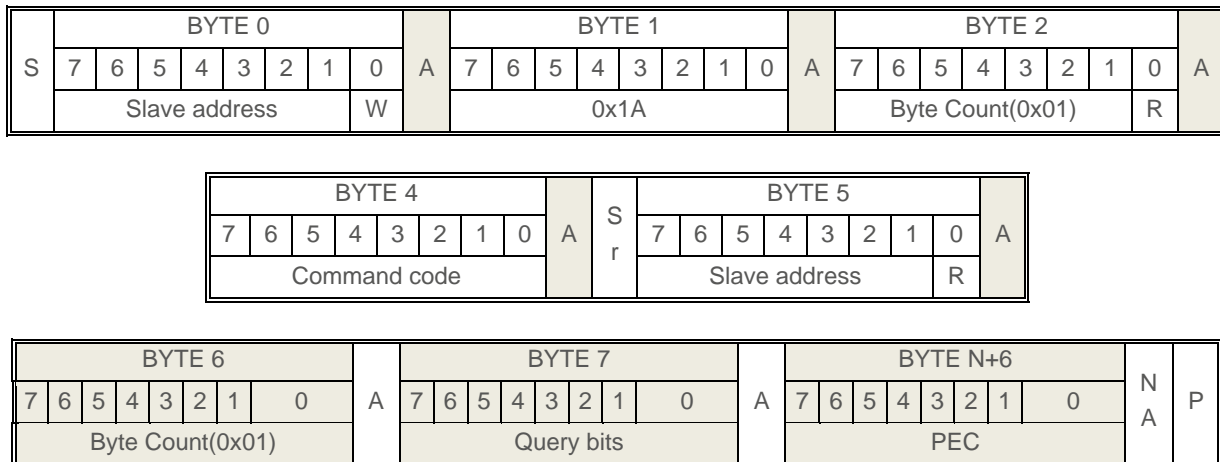 BYTE 0 BYTE 1 BYTE 2
S 7 6 5 4 3 2 1 0 A 7 6 5 4 3 2 1 0 A 7 6 5 4 3 2 1 0 A
Slave address W 0x1A Byte Count(0x01) R
BYTE 4 BYTE 5
7 6 5 4 3 2 1 0 A Sr 7 6 5 4 3 2 1 0 A
Command code Slave address R
BYTE 6 BYTE 7 BYTE N+6
7 6 5 4 3 2 1 0 A 7 6 5 4 3 2 1 0 A 7 6 5 4 3 2 1 0 NA P
Byte Count(0x01) Query bits PEC